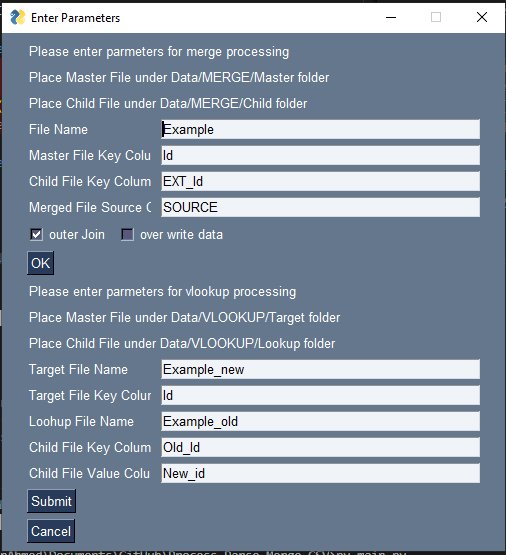 Enter Parameters
Please enter parmeters for merge processing
Place Master File under Data/MERGE/Master folder
Place Child File under Data/MERGE/Child folder
File Name Example
Master File Key Colu Id
Child File Key Colum EXT_Id
Merged File Source C SOURCE
outer Join over write data
OK
Please enter parmeters for vlookup processing
Place Master File under Data/VLOOKUP/Target folder
Place Child File under Data/VLOOKUP/Lookup folder
Target File Name Example_new
Target File Key Colur Id
Loohup File Name Example_old
Child File Key Colum Old_Id
Child File Value Colu New_id
Submit
Cancel